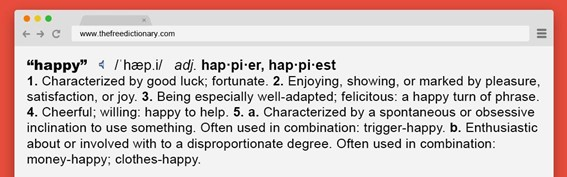 www.thefreedictionary.com
“happy” /ˈhæp.i/ adj. hap·pi·er, hap·pi·est
1. Characterized by good luck; fortunate. 2. Enjoying, showing, or marked by pleasure,
satisfaction, or joy. 3. Being especially well-adapted; felicitous: a happy turn of phrase.
4. Cheerful; willing: happy to help. 5. a. Characterized by a spontaneous or obsessive
inclination to use something. Often used in combination: trigger-happy. b. Enthusiastic
about or involved with to a disproportionate degree. Often used in combination:
money-happy; clothes-happy.